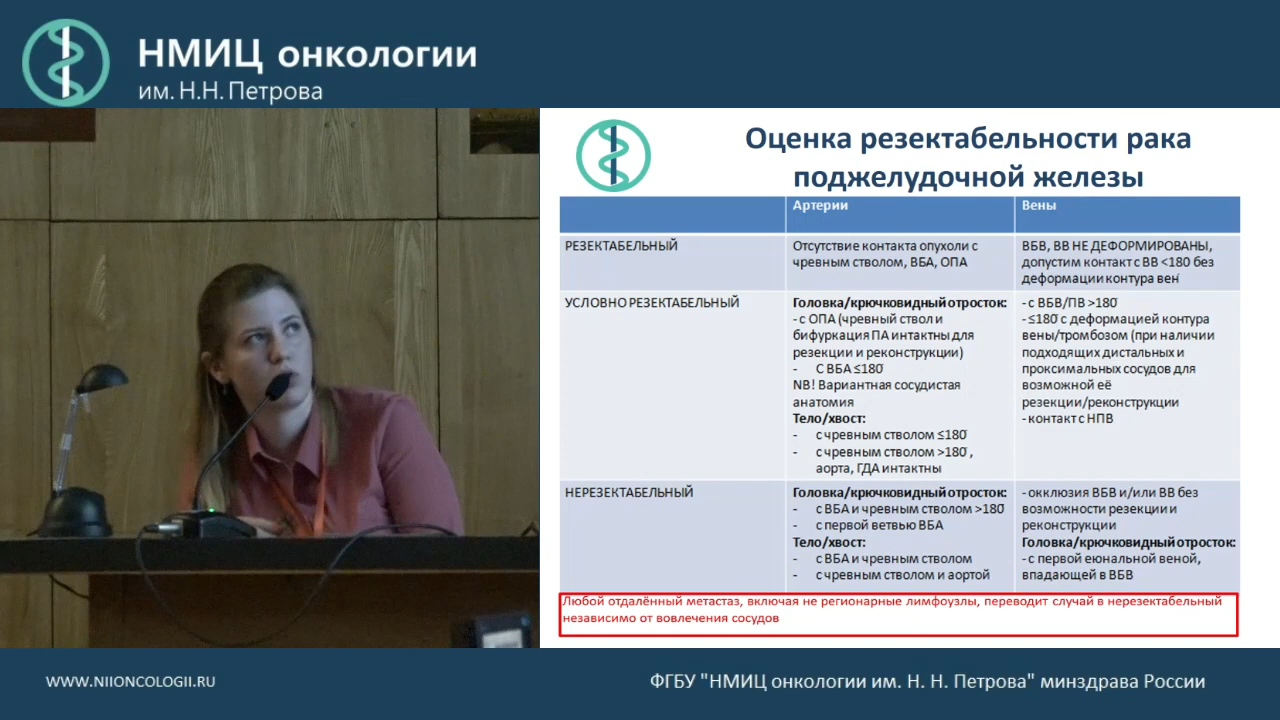 НМИЦ онкологии
им. Н.Н. Петрова
Оценка резектабельности рака
поджелудочной железы
Артерии
Вены
РЕЗЕКТАБЕЛЬНЫЙ
Отсутствие контакта опухоли с
чревным стволом, ВБА, ОПА
ВБВ, ВВ НЕ ДЕФОРМИРОВАНЫ,
допустим контакт с ВВ <180 без
деформации контура вен
УСЛОВНО РЕЗЕКТАБЕЛЬНЫЙ
Головка/крючковидный отросток:
- с ОПА (чревный ствол и
бифуркация ПА интактны для
резекции и реконструкции)
- С ВБА ≤180
NB! Вариантная сосудистая
анатомия
Тело/хвост:
- с чревным стволом ≤180
- с чревным стволом >180 ,
аорта, ГДА интактны
- с ВБВ/ПВ >180
- ≤180 с деформацией контура
вены/тромбозом (при наличии
подходящих дистальных и
проксимальных сосудов для
возможной её
резекции/реконструкции
- контакт с НПВ
НЕРЕЗЕКТАБЕЛЬНЫЙ
Головка/крючковидный отросток:
- с ВБА и чревным стволом >180
- с первой ветвью ВБА
Тело/хвост:
- с ВБА и чревным стволом
- с чревным стволом и аортой
- окклюзия ВБВ и/или ВВ без
возможности резекции и
реконструкции
Головка/крючковидный отросток:
- с первой еюнальной веной,
впадающей в ВБВ
Любой отдалённый метастаз, включая не регионарные лимфоузлы, переводит случай в нерезектабельный
независимо от вовлечения сосудов
WWW.NIIONCOLOGII.RU
ФГБУ "НМИЦ онкологии им. Н. Н. Петрова" минздрава России